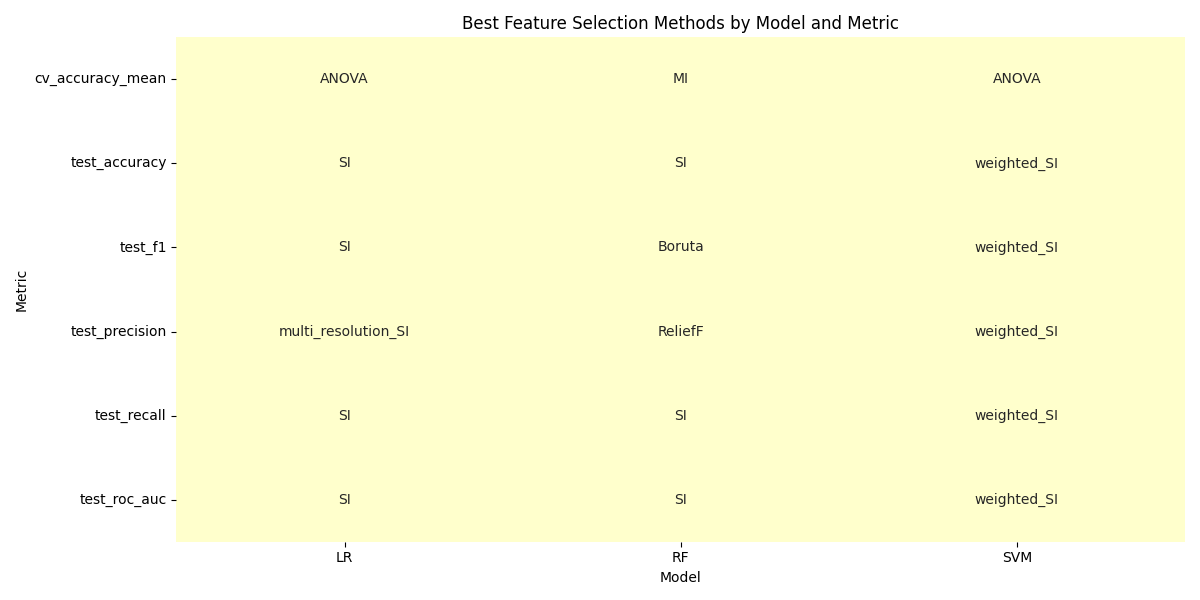 Best Feature Selection Methods by Model and Metric
cv_accuracy_mean ANOVA MI ANOVA
test_accuracy SI SI weighted_SI
test_f1 SI Boruta weighted_SI
Metric
test_precision multi_resolution_SI ReliefF weighted_SI
test_recall SI SI weighted_SI
test_roc_auc SI SI weighted_SI
LR RF SVM
Model